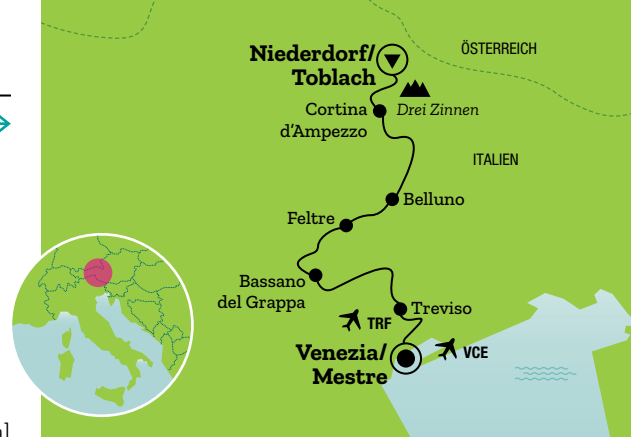 Niederdorf/
Toblach
ÖSTERREICH
Cortina
d'Ampezzo
Drei Zinnen
ITALIEN
Belluno
Feltre
Bassano
del Grappa
Treviso
TRF
Venezia/
Mestre
VCE